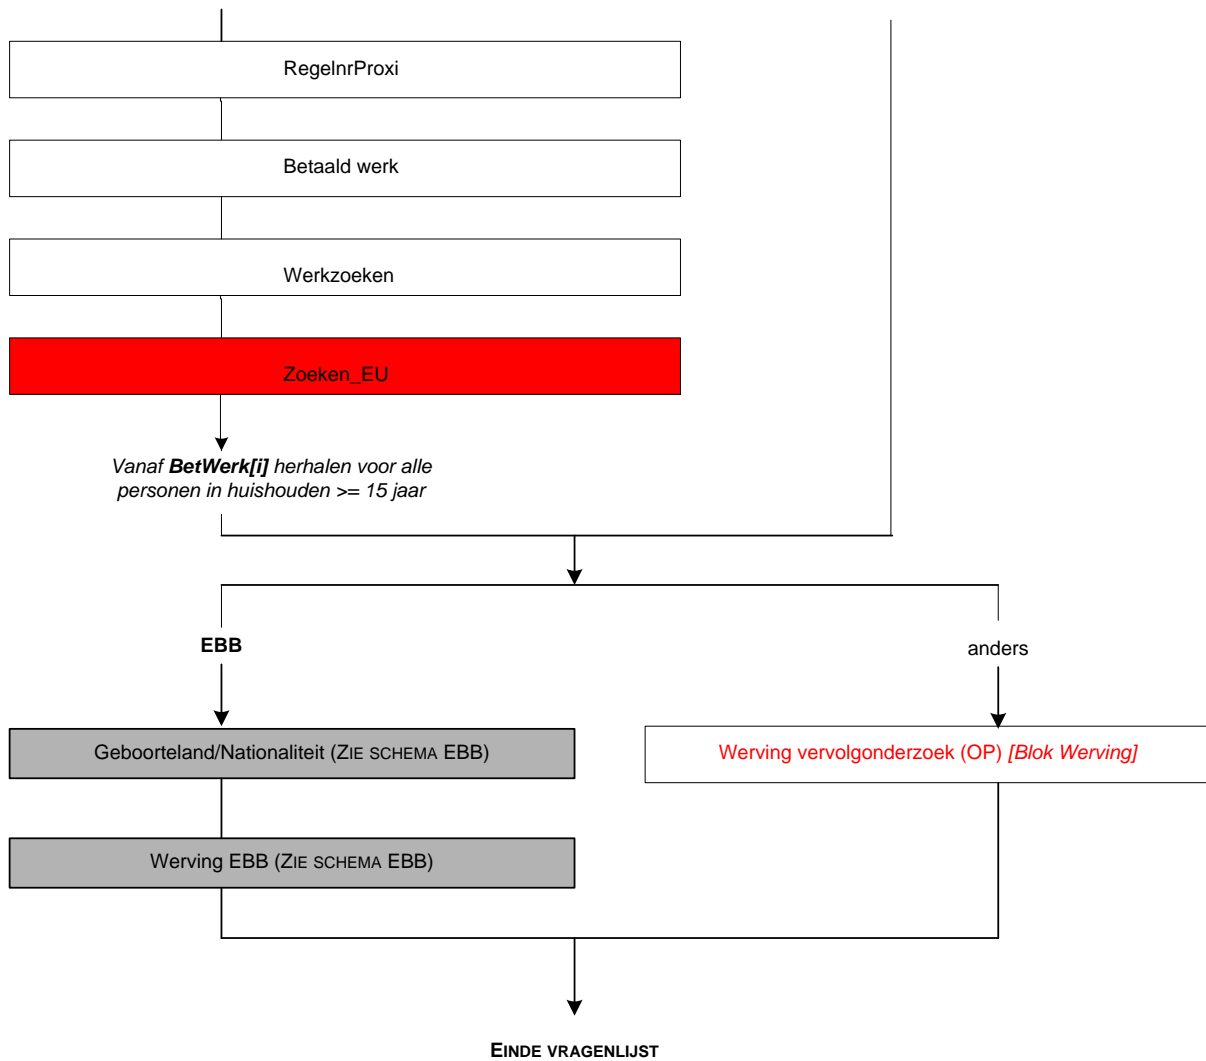 RegelnrProxi
Betaald werk
Werkzoeken
Zoeken_EU
Vanaf BetWerk[i] herhalen voor alle
personen in huishouden >= 15 jaar
EBB
anders
Geboorteland/Nationaliteit (ZIE SCHEMA EBB)
Werving vervolgonderzoek (OP) [Blok Werving]
Werving EBB (ZIE SCHEMA EBB)
EINDE VRAGENLIJST